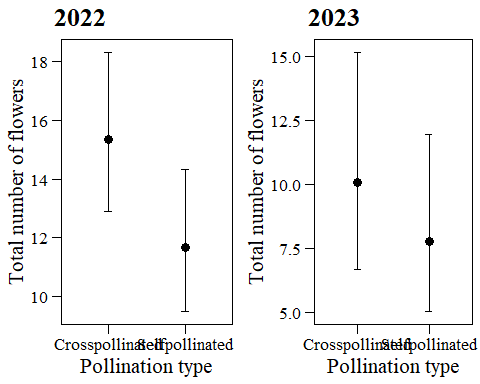 2022
2023
Total number of flowers
18
16
14
12
10
Crosspollinated
Selfpollinated
Pollination type
Total number of flowers
15.0
12.5
10.0
7.5
5.0
Crosspollinated
Selfpollinated
Pollination type